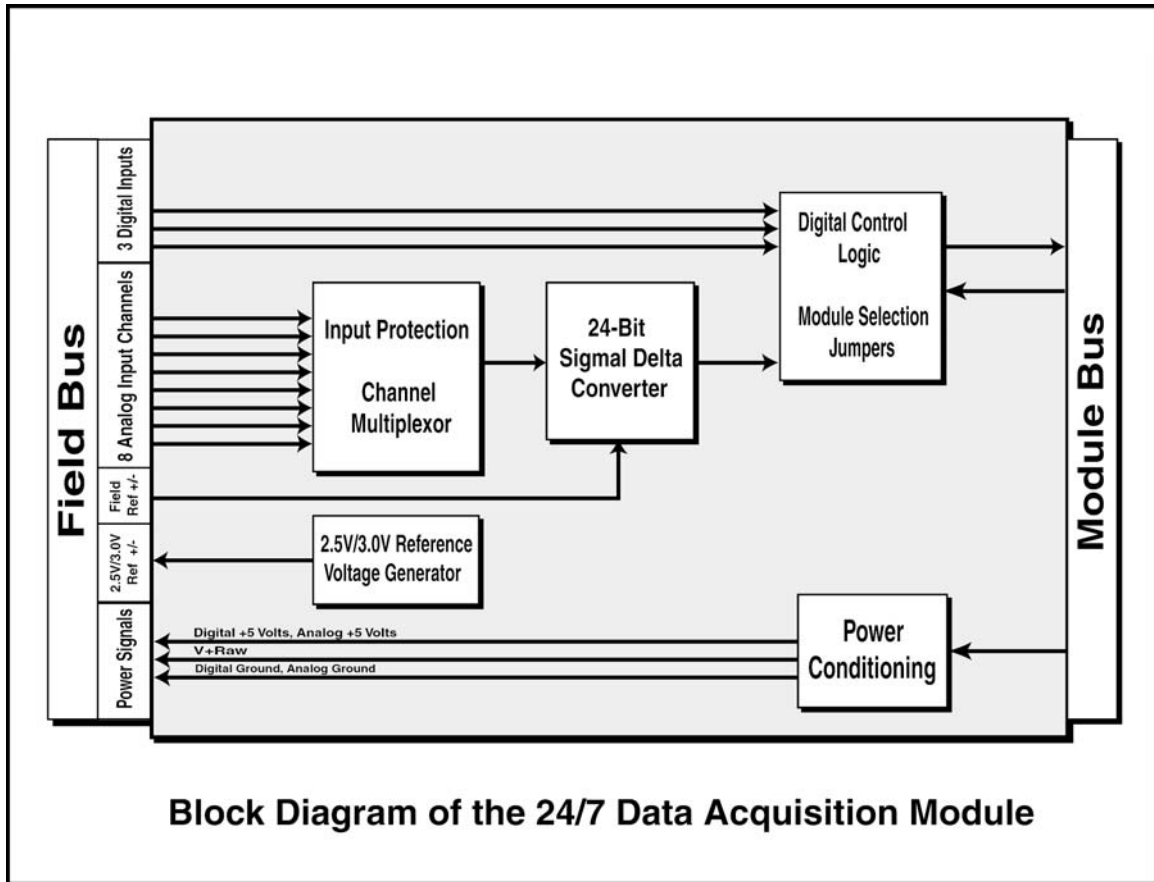 Field Bus
3 Digital Inputs
8 Analog Input Channels
Field
Ref +/-
2.5V/3.0V
Ref +/-
Power Signals
Input Protection
Channel
Multiplexor
24-Bit
Sigmal Delta
Converter
Digital Control
Logic
Module Selection
Jumpers
2.5V/3.0V Reference
Voltage Generator
Digital +5 Volts, Analog +5 Volts
V+Raw
Digital Ground, Analog Ground
Power
Conditioning
Module Bus
Block Diagram of the 24/7 Data Acquisition Module